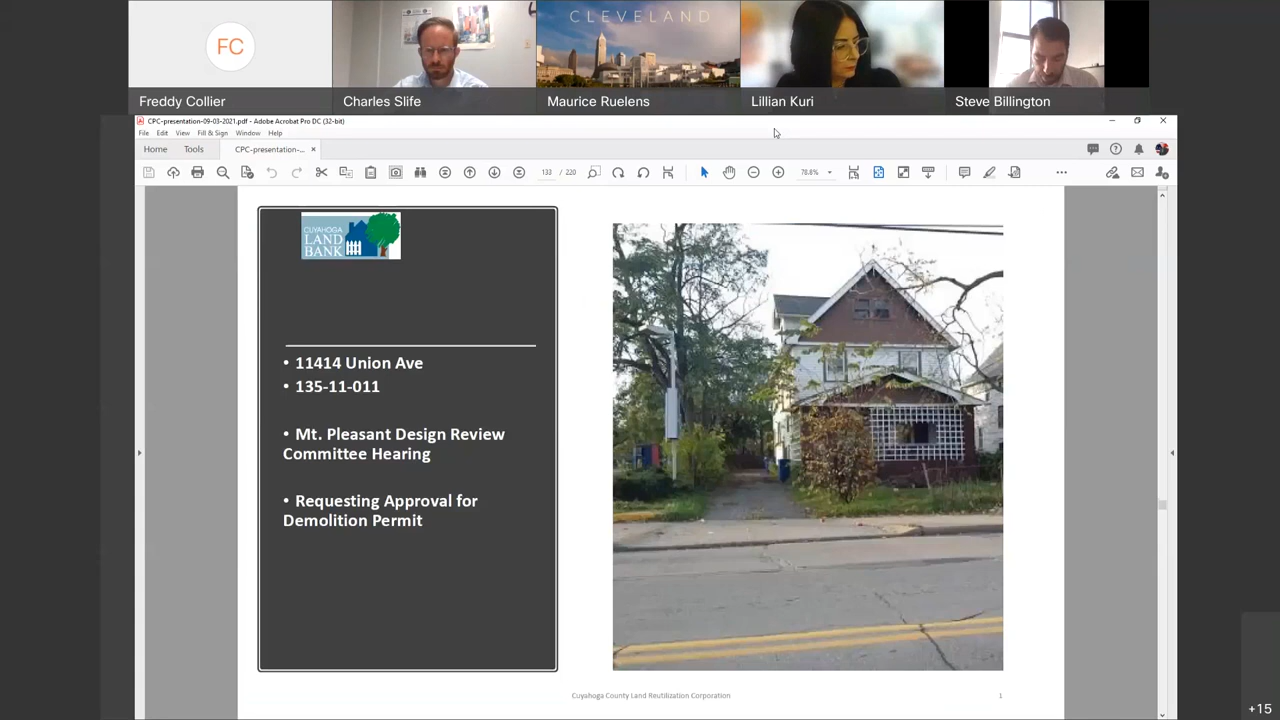 FC
CLEVELAND
Freddy Collier
Charles Slife
Maurice Ruelens
Lillian Kuri
Steve Billington
CPC-presentation-09-03-2021.pdf - Adobe Acrobat Pro DC (32-bit)
File Edit View Fill & Sign Window Help
Home Tools CPC-presentation-...
133 / 220 78.8%
CUYAHOGA
LAND
BANK
• 11414 Union Ave
• 135-11-011
• Mt. Pleasant Design Review
Committee Hearing
• Requesting Approval for
Demolition Permit
Cuyahoga County Land Reutilization Corporation
1
+15